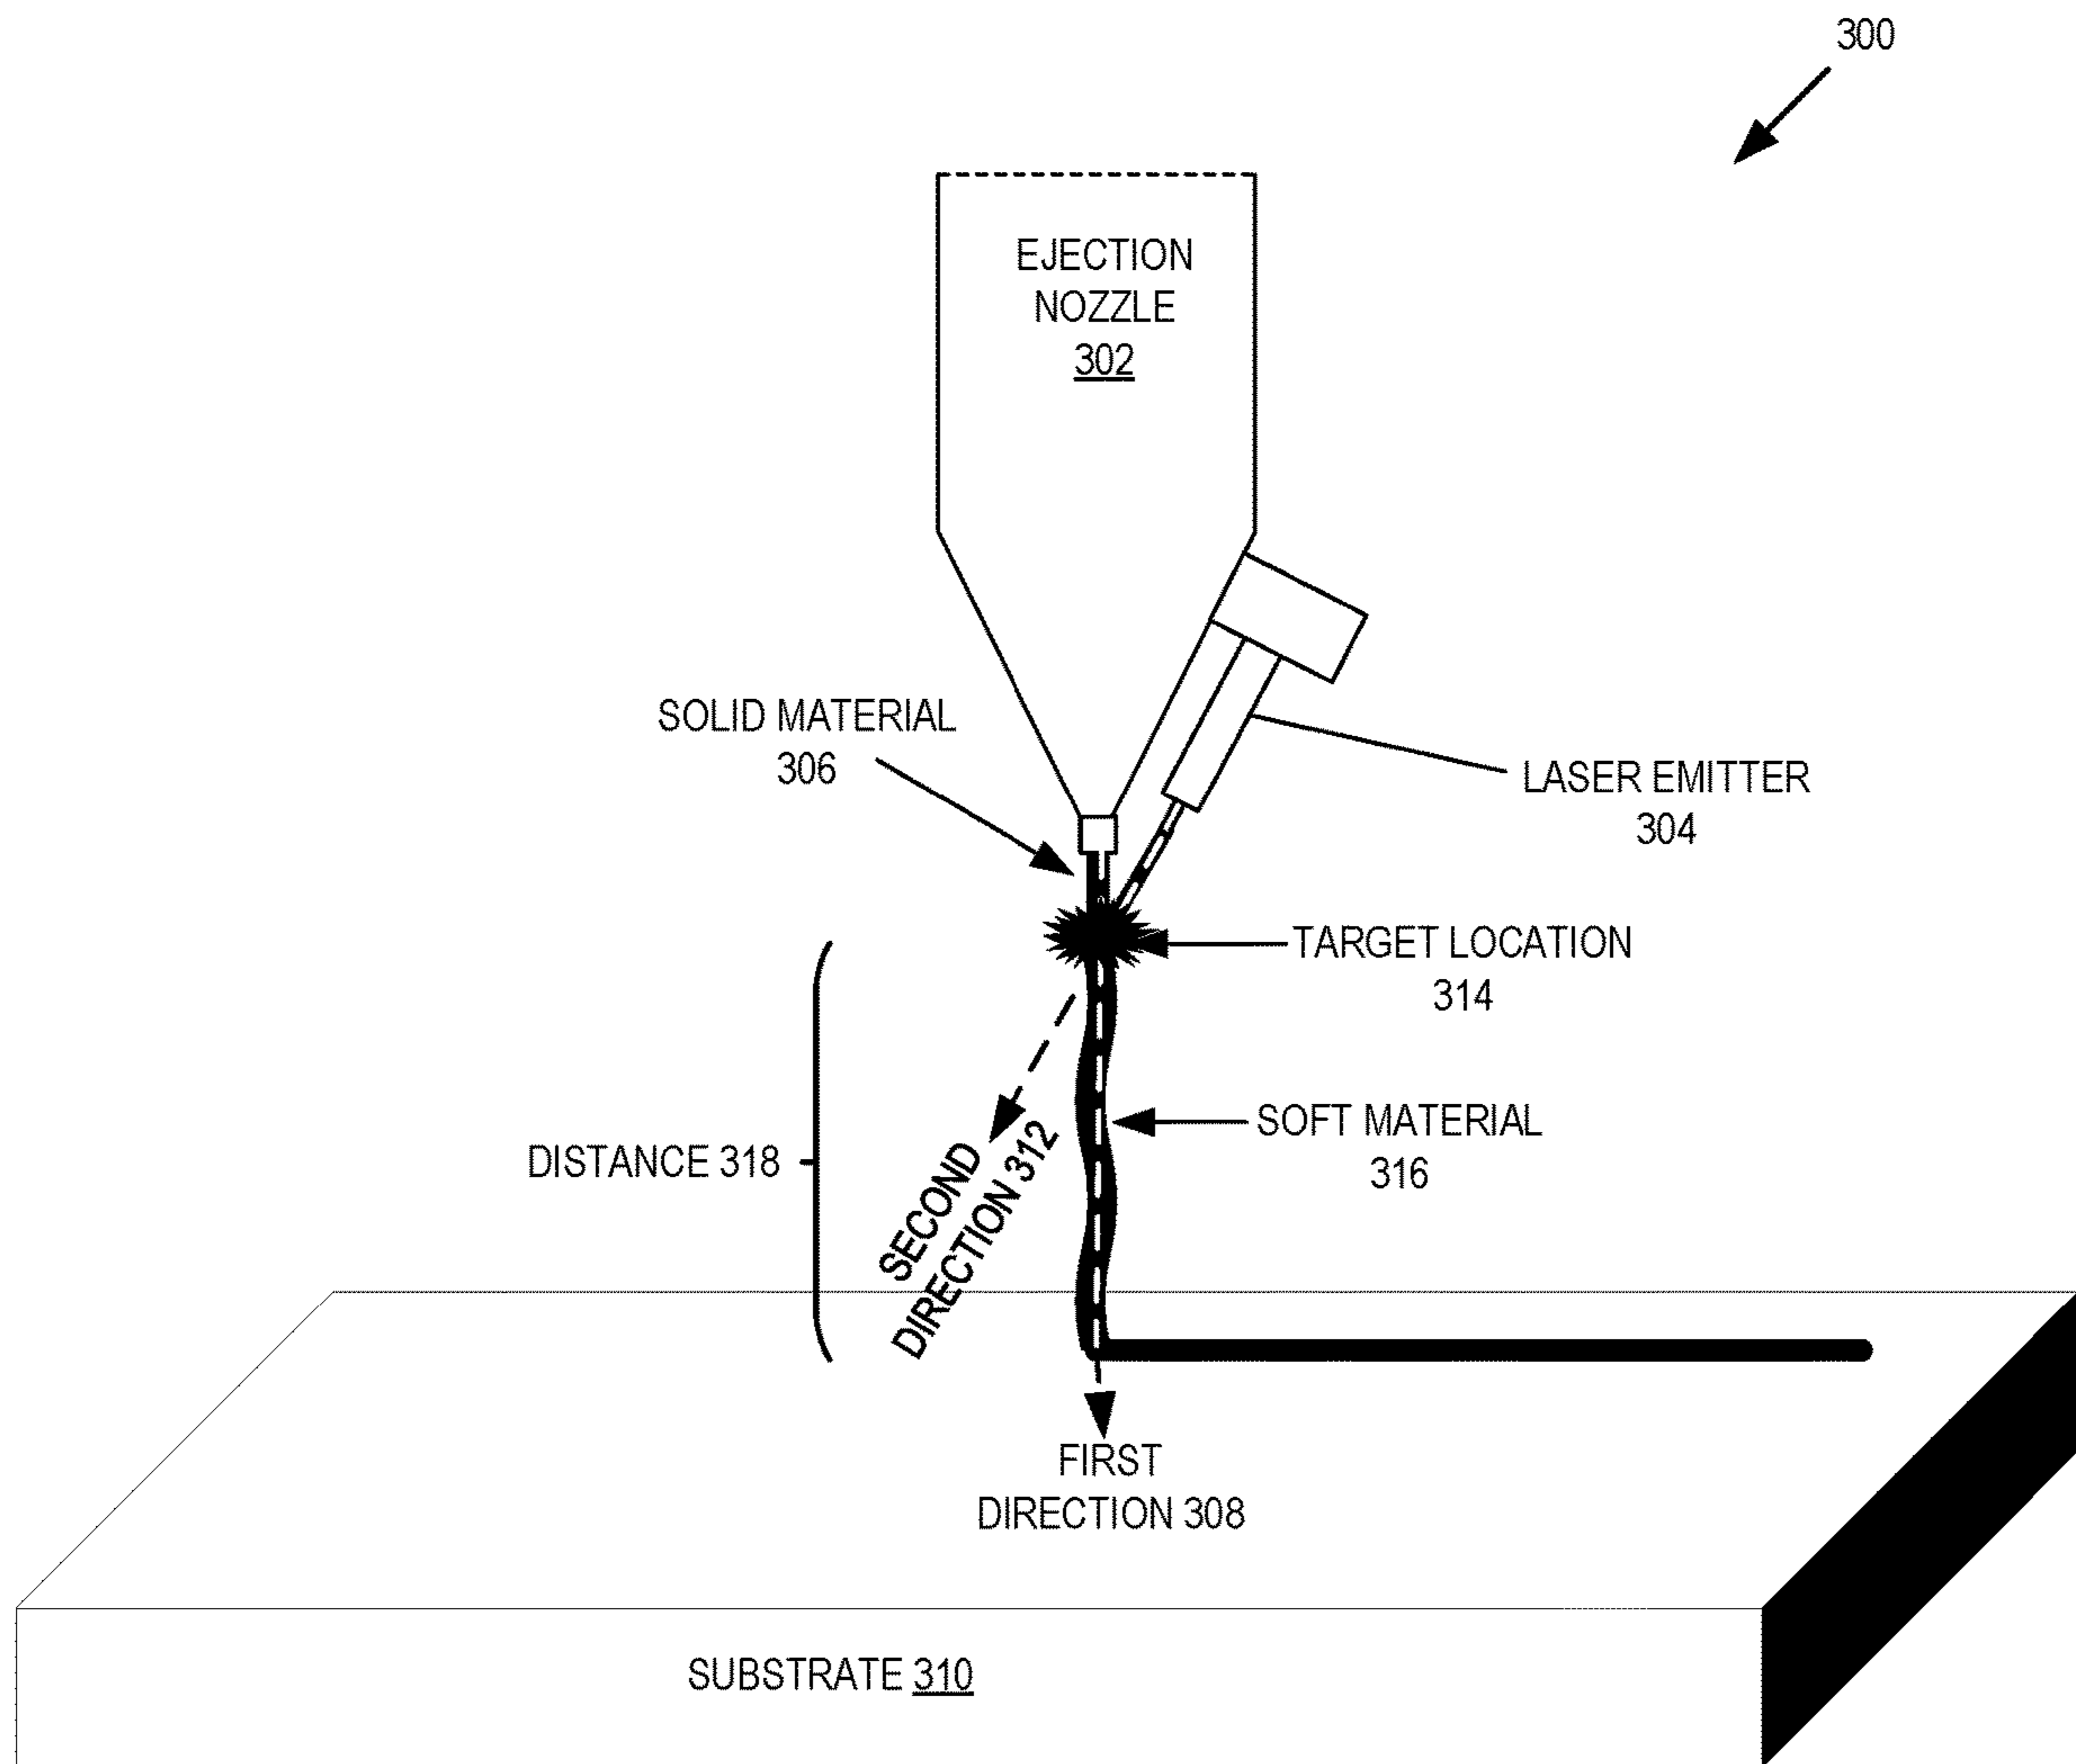 300
EJECTION
NOZZLE
302
SOLID MATERIAL
306
LASER EMITTER
304
TARGET LOCATION
314
SOFT MATERIAL
316
DISTANCE 318
SECOND
DIRECTION 312
FIRST
DIRECTION 308
SUBSTRATE 310